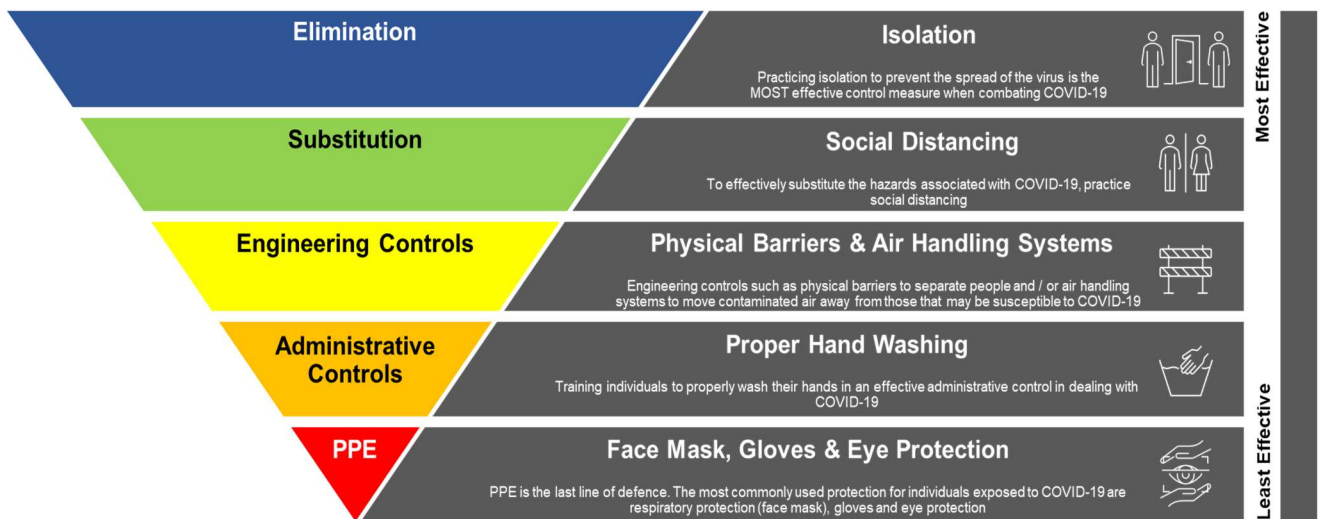 Elimination
Isolation
Practicing isolation to prevent the spread of the virus is the
MOST effective control measure when combating COVID-19
Most Effective
Substitution
Social Distancing
To effectively substitute the hazards associated with COVID-19, practice
social distancing
Engineering Controls
Physical Barriers & Air Handling Systems
Engineering controls such as physical barriers to separate people and / or air handling
systems to move contaminated air away from those that may be susceptible to COVID-19
Administrative
Controls
Proper Hand Washing
Training individuals to properly wash their hands in an effective administrative control in dealing with
COVID-19
PPE
Face Mask, Gloves & Eye Protection
PPE is the last line of defence. The most commonly used protection for individuals exposed to COVID-19 are
respiratory protection (face mask), gloves and eye protection
Least Effective